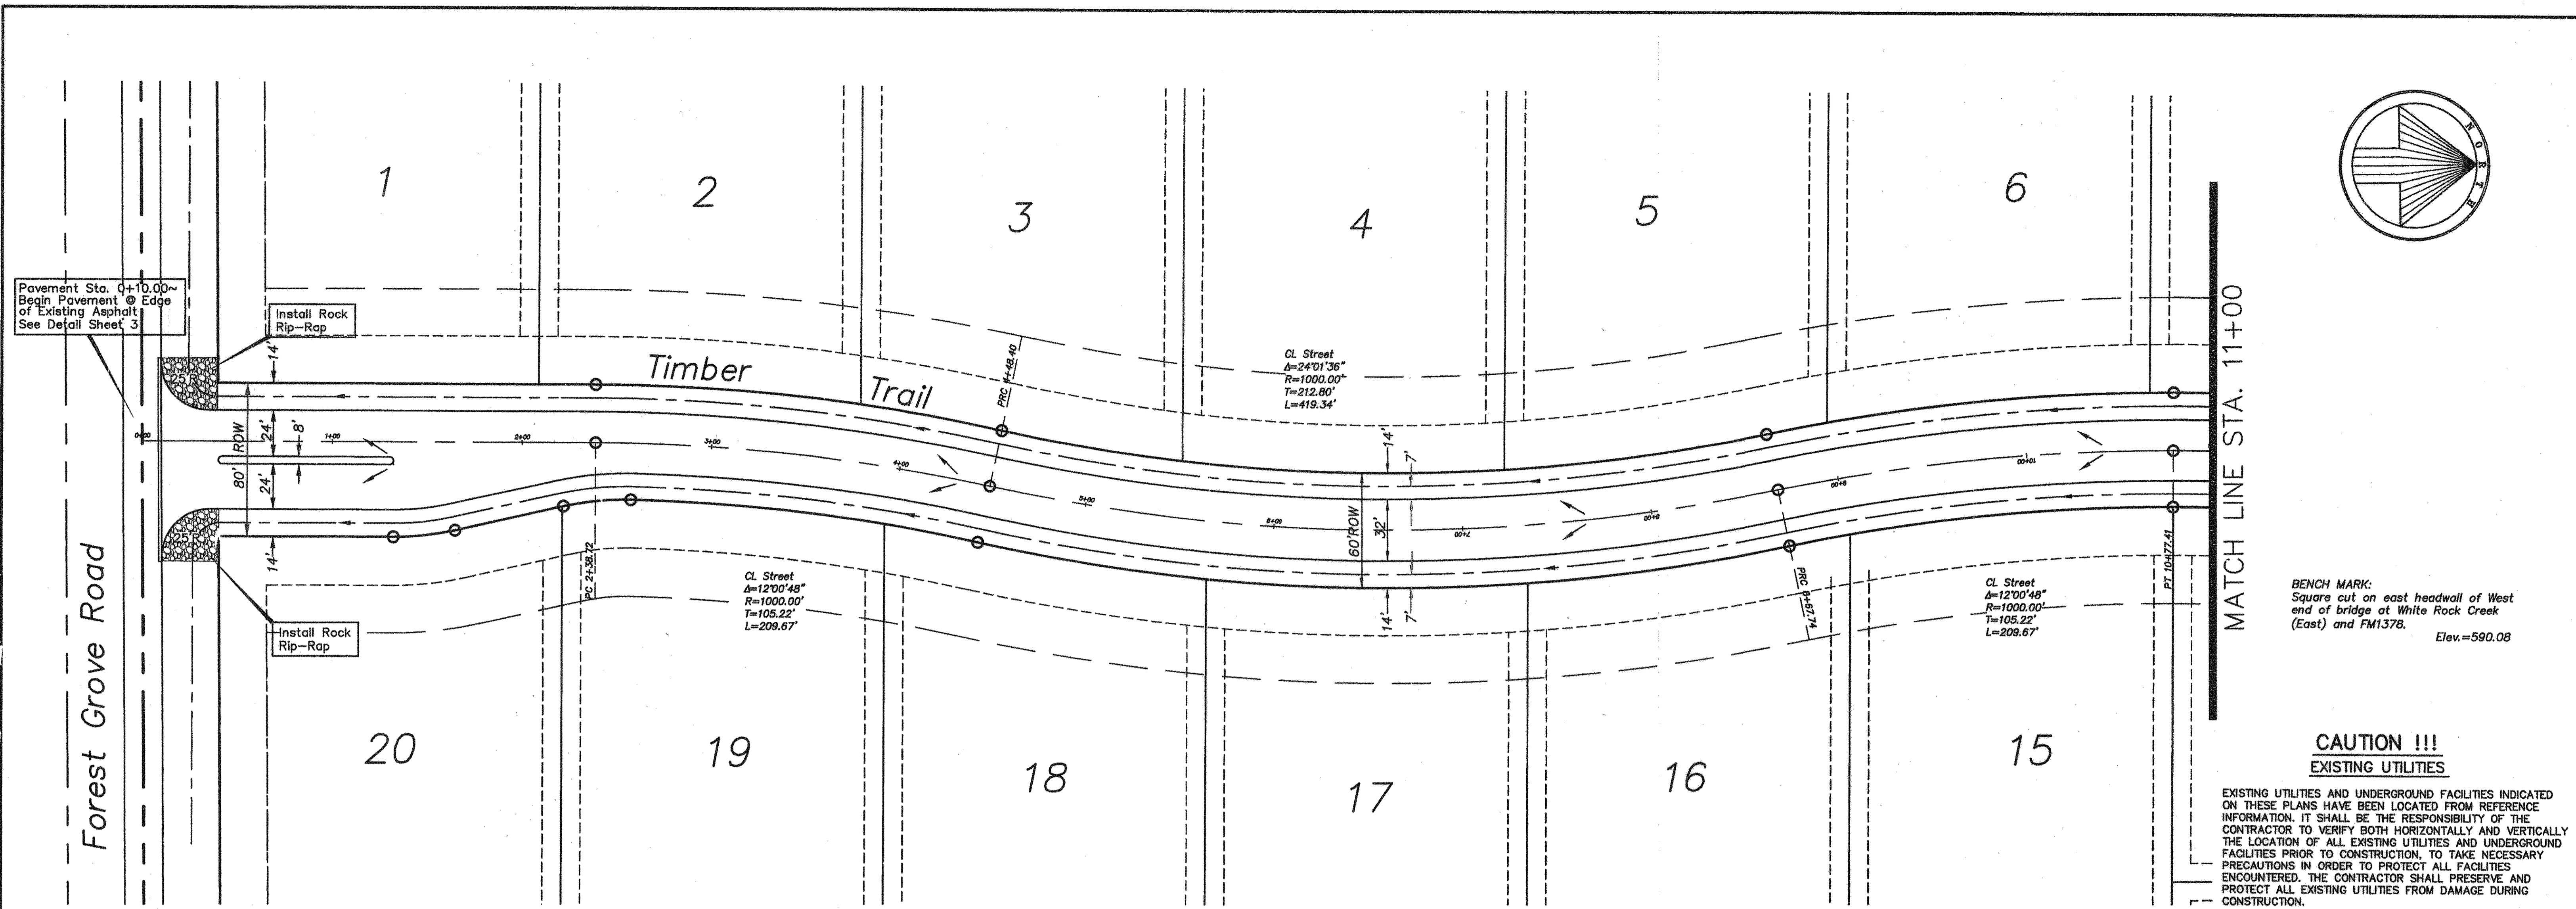 1
2
3
4
5
6
NORTH
Pavement Sta. 0+10.00~
Begin Pavement @ Edge
of Existing Asphalt
See Detail Sheet 3
Install Rock
Rip-Rap
14'
25'R
Timber
Trail
PRC 4+48.40
CL Street
Δ=24°01'36"
R=1000.00'
T=212.80'
L=419.34'
MATCH LINE STA. 11+00
0+00
1+00
2+00
3+00
4+00
5+00
6+00
7+00
8+00
9+00
10+00
80' ROW
24'
8'
24'
14'
7'
60'ROW
32'
14'
7'
25'R
14'
Install Rock
Rip-Rap
PC 2+38.72
CL Street
Δ=12°00'48"
R=1000.00'
T=105.22'
L=209.67'
PRC 8+67.74
CL Street
Δ=12°00'48"
R=1000.00'
T=105.22'
L=209.67'
PT 10+77.41
BENCH MARK:
Square cut on east headwall of West
end of bridge at White Rock Creek
(East) and FM1378.
Elev.=590.08
Forest Grove Road
20
19
18
17
16
15
CAUTION !!!
EXISTING UTILITIES
EXISTING UTILITIES AND UNDERGROUND FACILITIES INDICATED
ON THESE PLANS HAVE BEEN LOCATED FROM REFERENCE
INFORMATION. IT SHALL BE THE RESPONSIBILITY OF THE
CONTRACTOR TO VERIFY BOTH HORIZONTALLY AND VERTICALLY
THE LOCATION OF ALL EXISTING UTILITIES AND UNDERGROUND
FACILITIES PRIOR TO CONSTRUCTION, TO TAKE NECESSARY
PRECAUTIONS IN ORDER TO PROTECT ALL FACILITIES
ENCOUNTERED. THE CONTRACTOR SHALL PRESERVE AND
PROTECT ALL EXISTING UTILITIES FROM DAMAGE DURING
CONSTRUCTION.